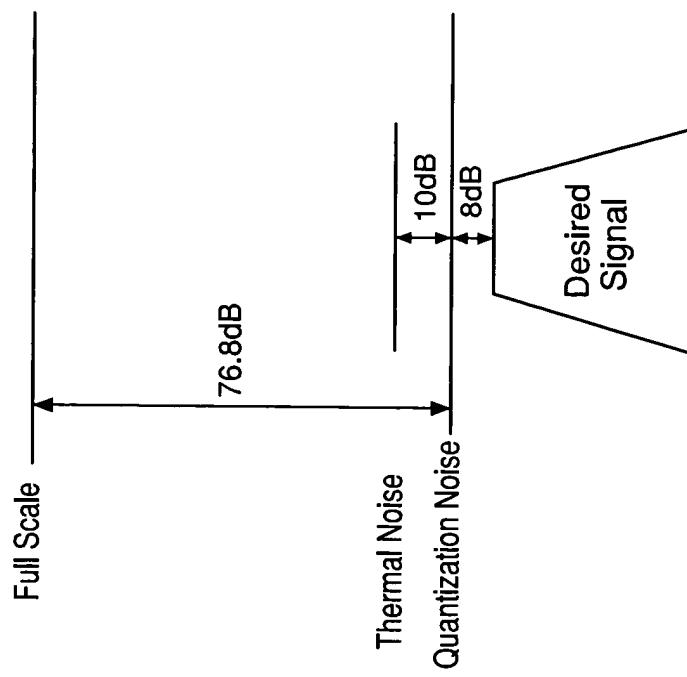 Full Scale
76.8dB
Thermal Noise
10dB
Quantization Noise
8dB
Desired
Signal